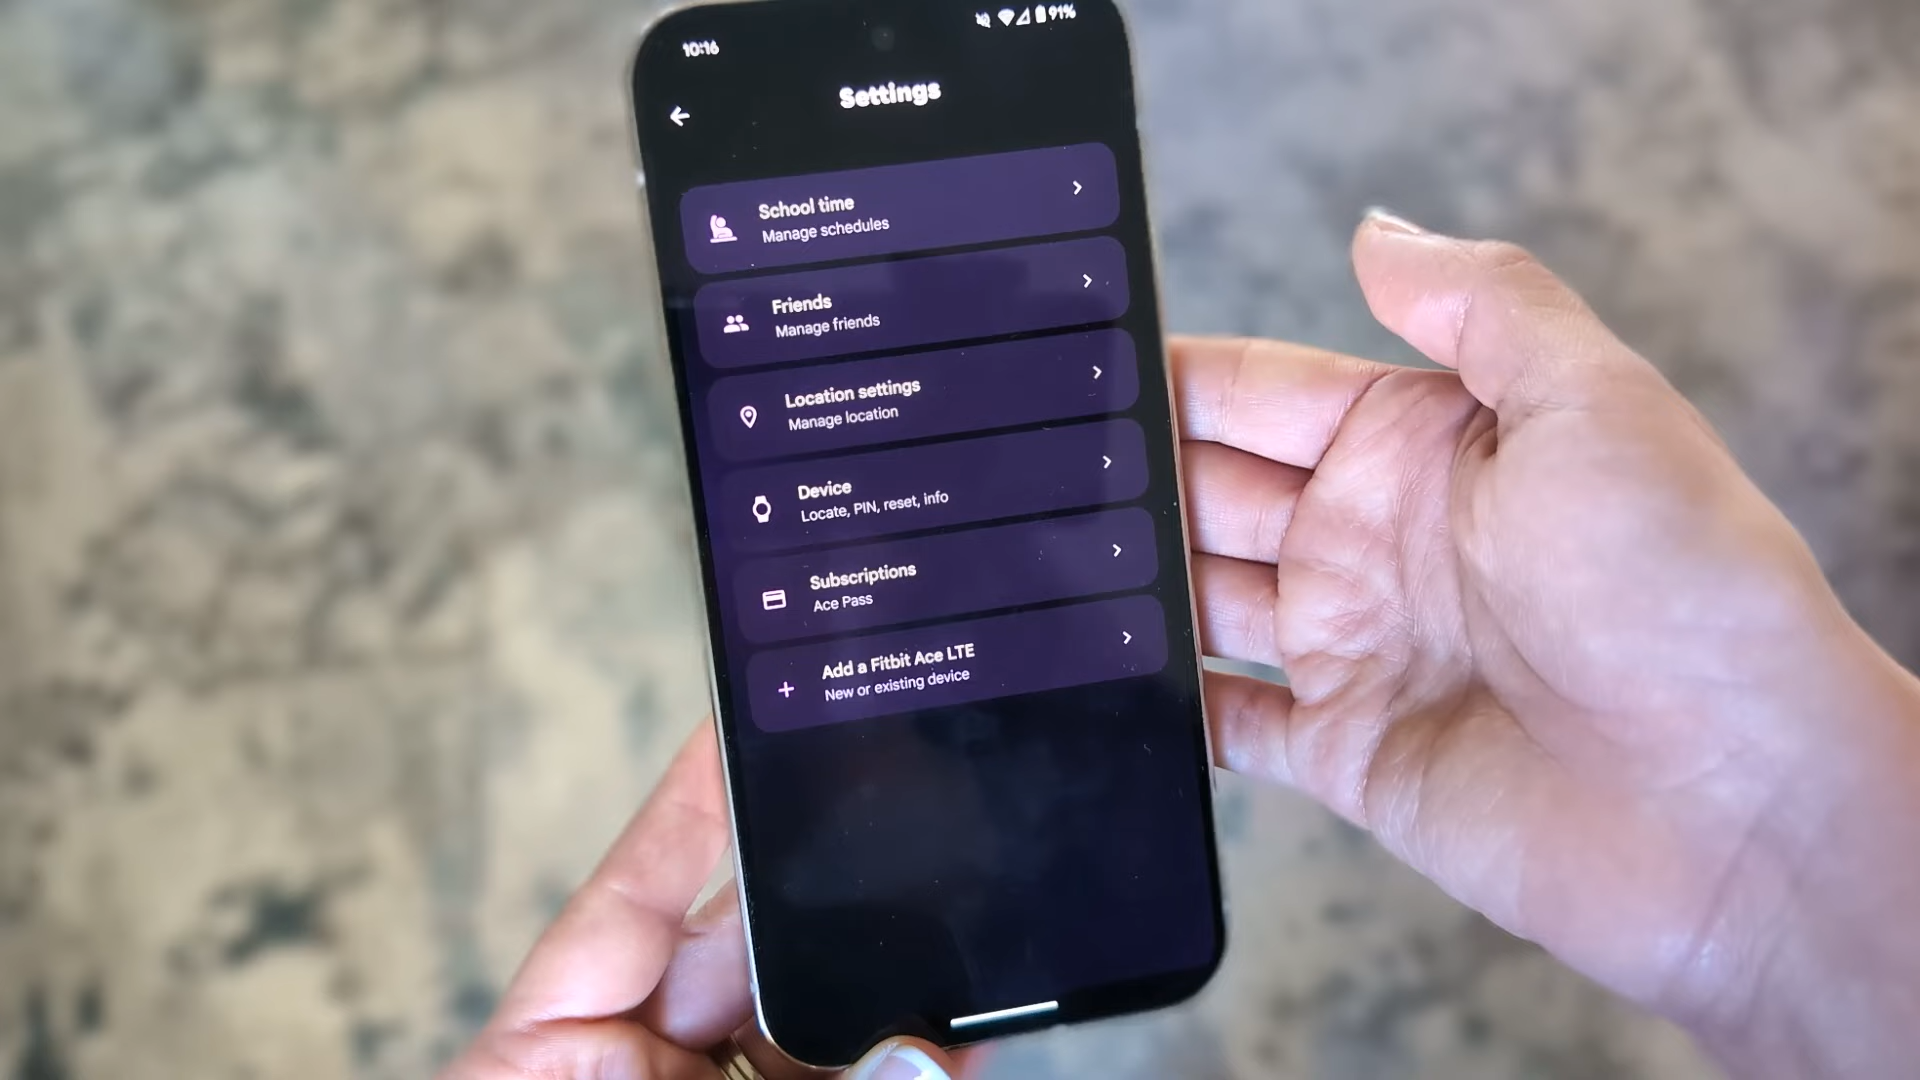 10:16
91%
Settings
School time
Manage schedules
Friends
Manage friends
Location settings
Manage location
Device
Locate, PIN, reset, info
Subscriptions
Ace Pass
Add a Fitbit Ace LTE
New or existing device